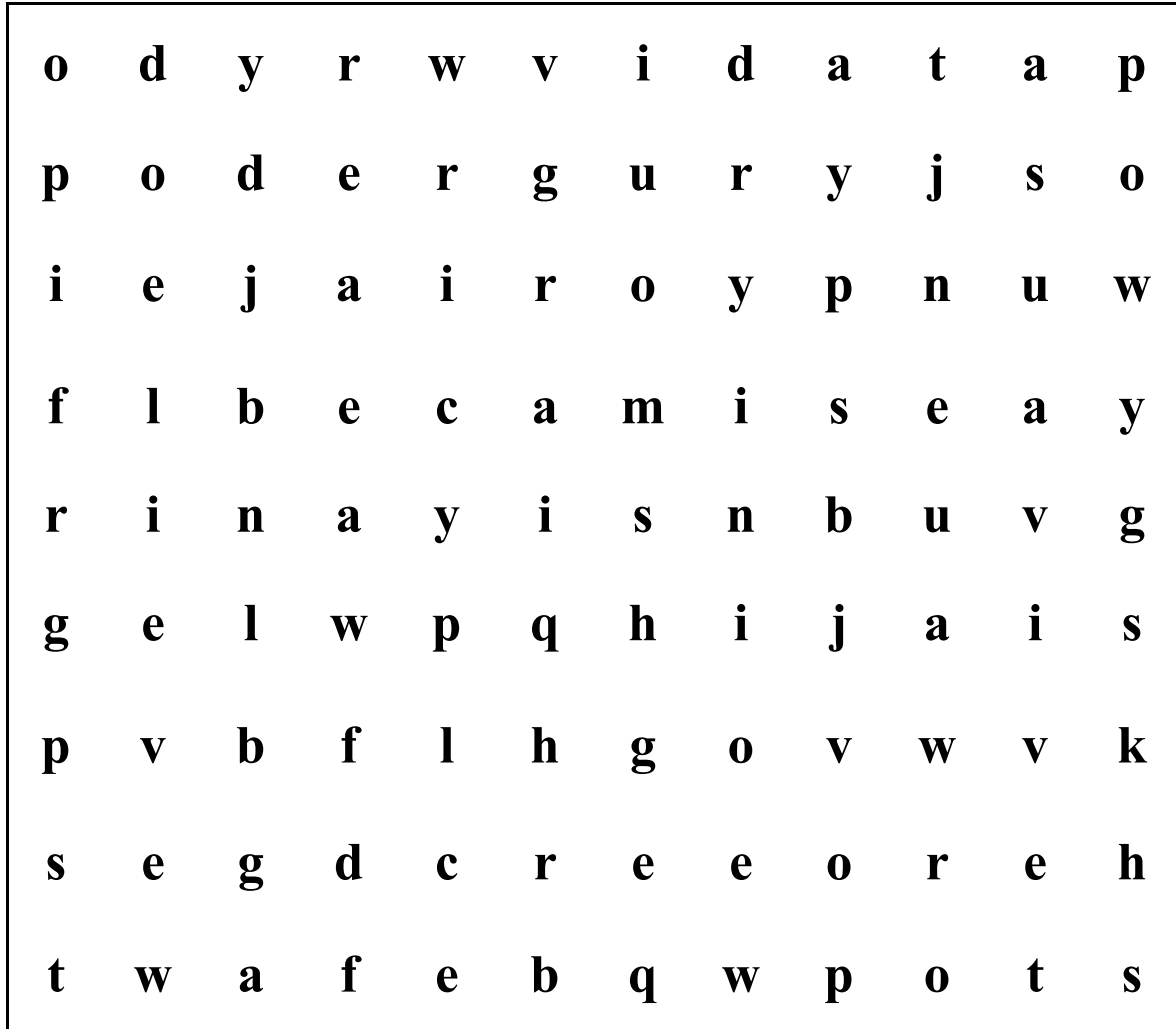 o d y r w v i d a t a p
p o d e r g u r y j s o
i e j a i r o y p n u w
f l b e c a m i s e a y
r i n a y i s n b u v g
g e l w p q h i j a i s
p v b f l h g o v w v k
s e g d c r e e o r e h
t w a f e b q w p o t s